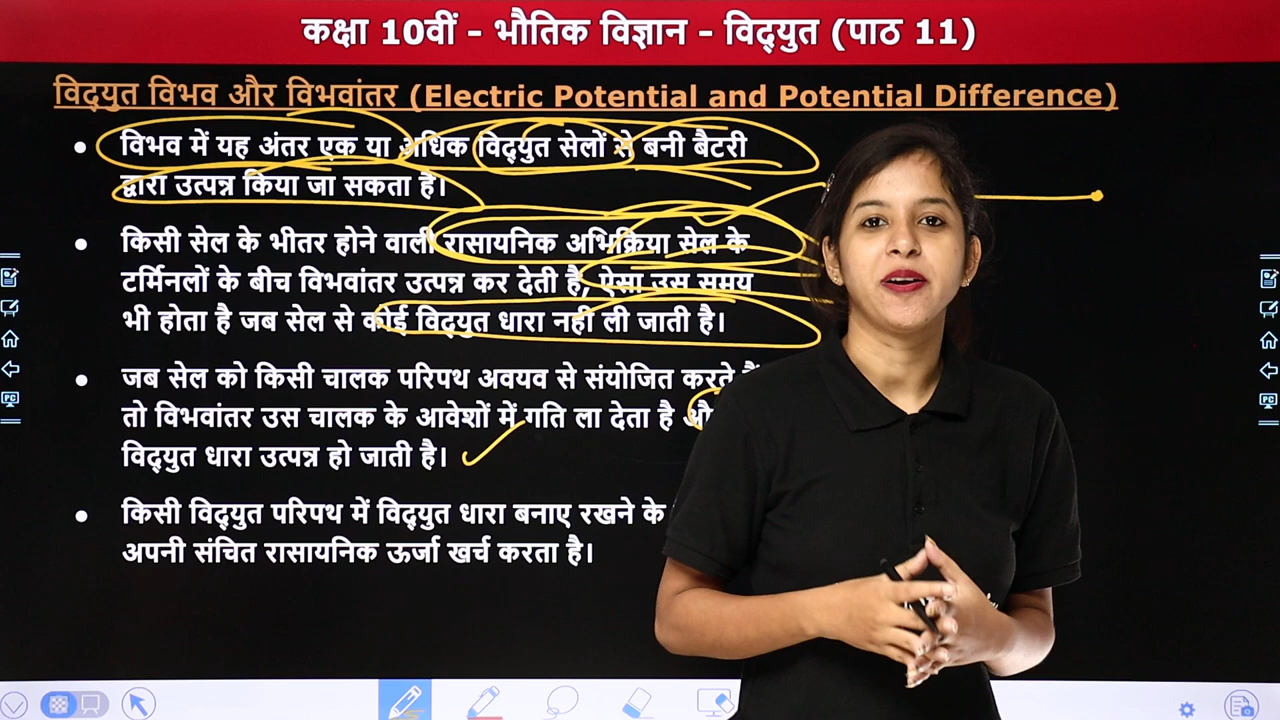 कक्षा 10वीं - भौतिक विज्ञान - विद्युत (पाठ 11)
विद्युत विभव और विभवांतर (Electric Potential and Potential Difference)
• विभव में यह अंतर एक या अधिक विद्युत सेलों से बनी बैटरी
द्वारा उत्पन्न किया जा सकता है।
• किसी सेल के भीतर होने वाली रासायनिक अभिक्रिया सेल के
टर्मिनलों के बीच विभवांतर उत्पन्न कर देती है, ऐसा उस समय
भी होता है जब सेल से कोई विद्युत धारा नहीं ली जाती है।
• जब सेल को किसी चालक परिपथ अवयव से संयोजित करते
तो विभवांतर उस चालक के आवेशों में गति ला देता है
विद्युत धारा उत्पन्न हो जाती है।
• किसी विद्युत परिपथ में विद्युत धारा बनाए रखने के
अपनी संचित रासायनिक ऊर्जा खर्च करता है।
PC
PC